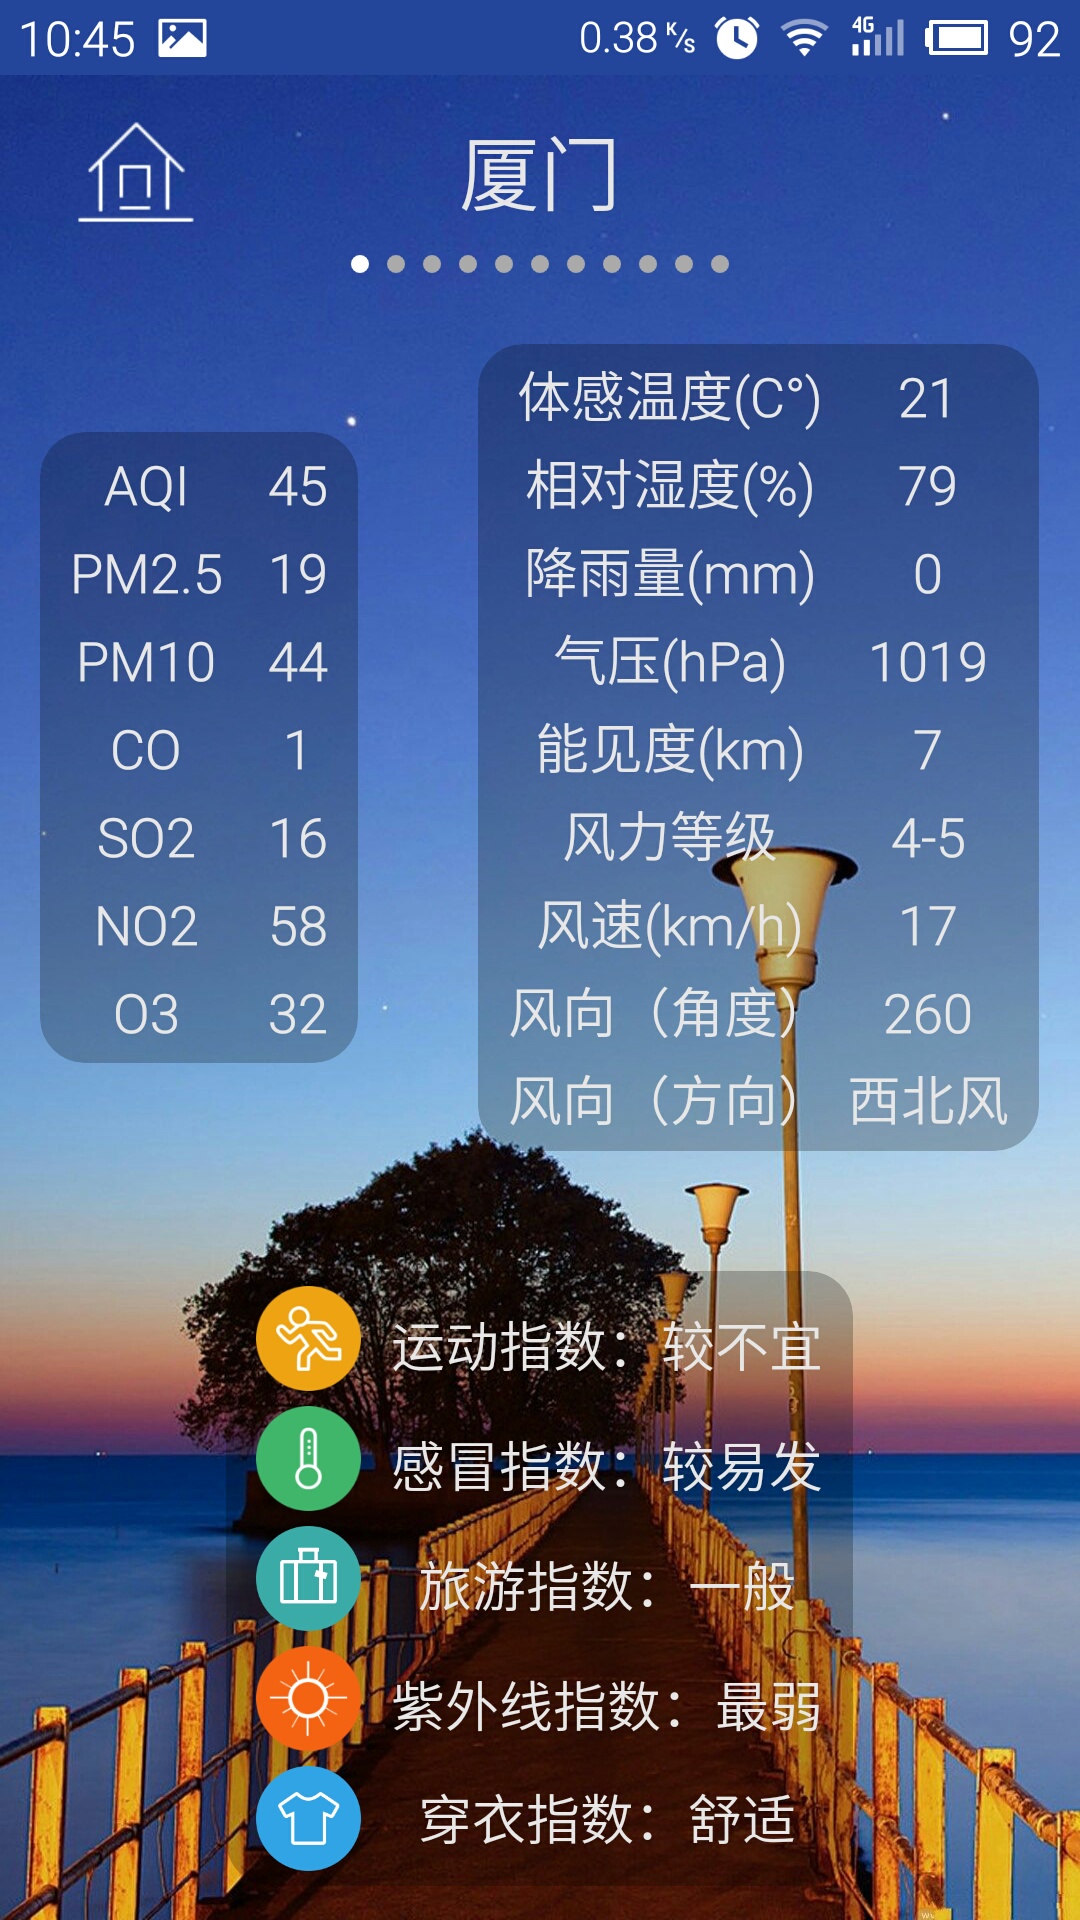 10:45 0.38 K/s 4G 92
厦门
体感温度(C°) 21
相对湿度(%) 79
降雨量(mm) 0
气压(hPa) 1019
能见度(km) 7
风力等级 4-5
风速(km/h) 17
风向（角度） 260
风向（方向） 西北风
AQI 45
PM2.5 19
PM10 44
CO 1
SO2 16
NO2 58
O3 32
运动指数：较不宜
感冒指数：较易发
旅游指数：一般
紫外线指数：最弱
穿衣指数：舒适